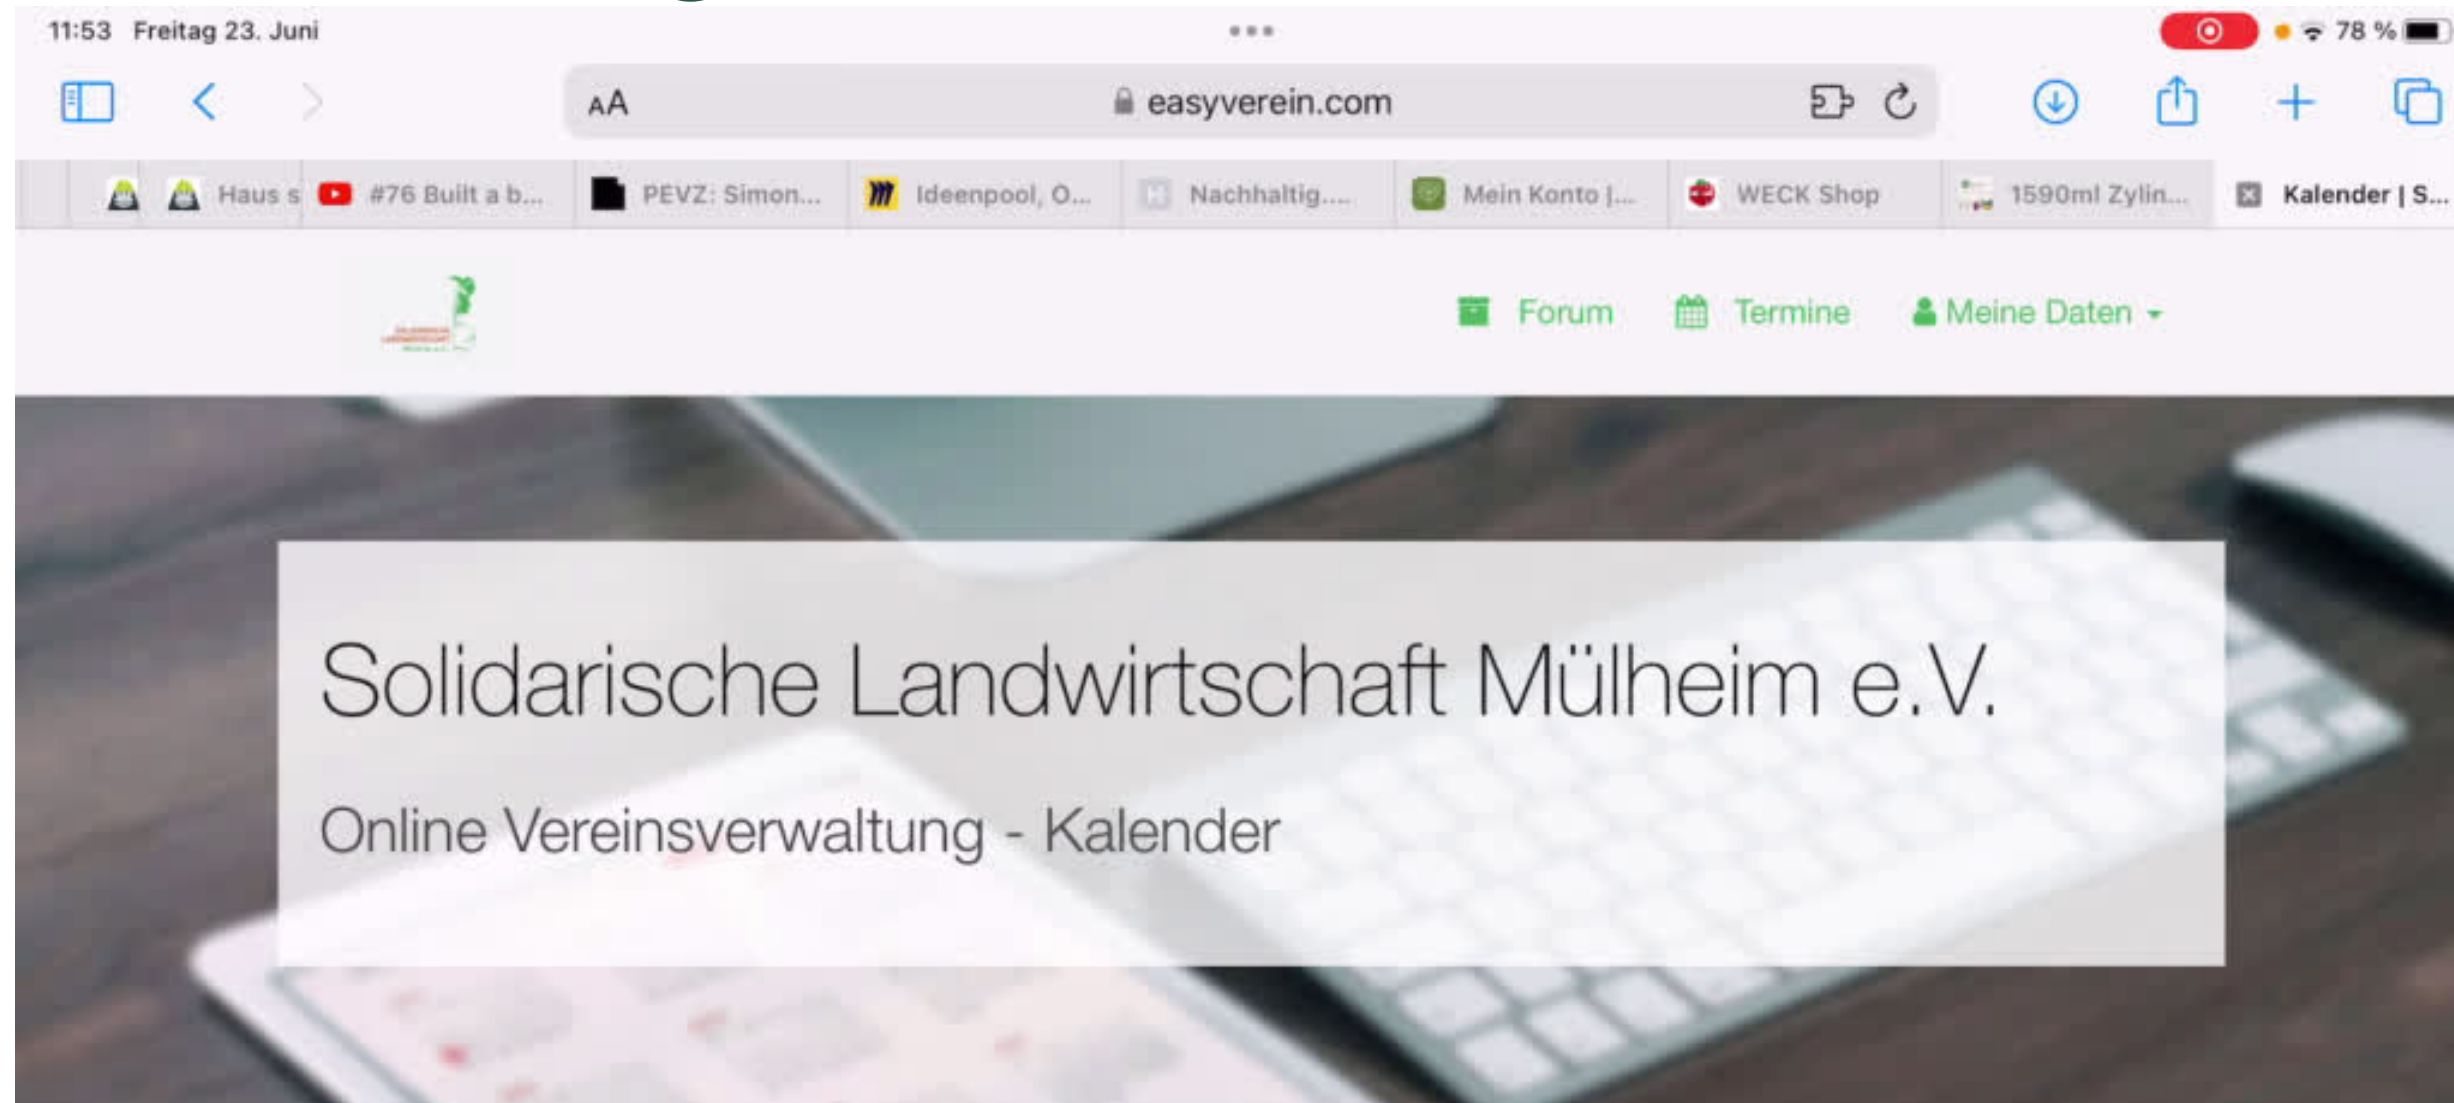 11:53 Freitag 23. Juni
78 %
AA easyverein.com
Haus s #76 Built a b... PEVZ: Simon... Ideenpool, O... Nachhaltig.... Mein Konto |... WECK Shop 1590ml Zylin... Kalender | S...
Forum Termine Meine Daten
Solidarische Landwirtschaft Mülheim e.V.
Online Vereinsverwaltung - Kalender